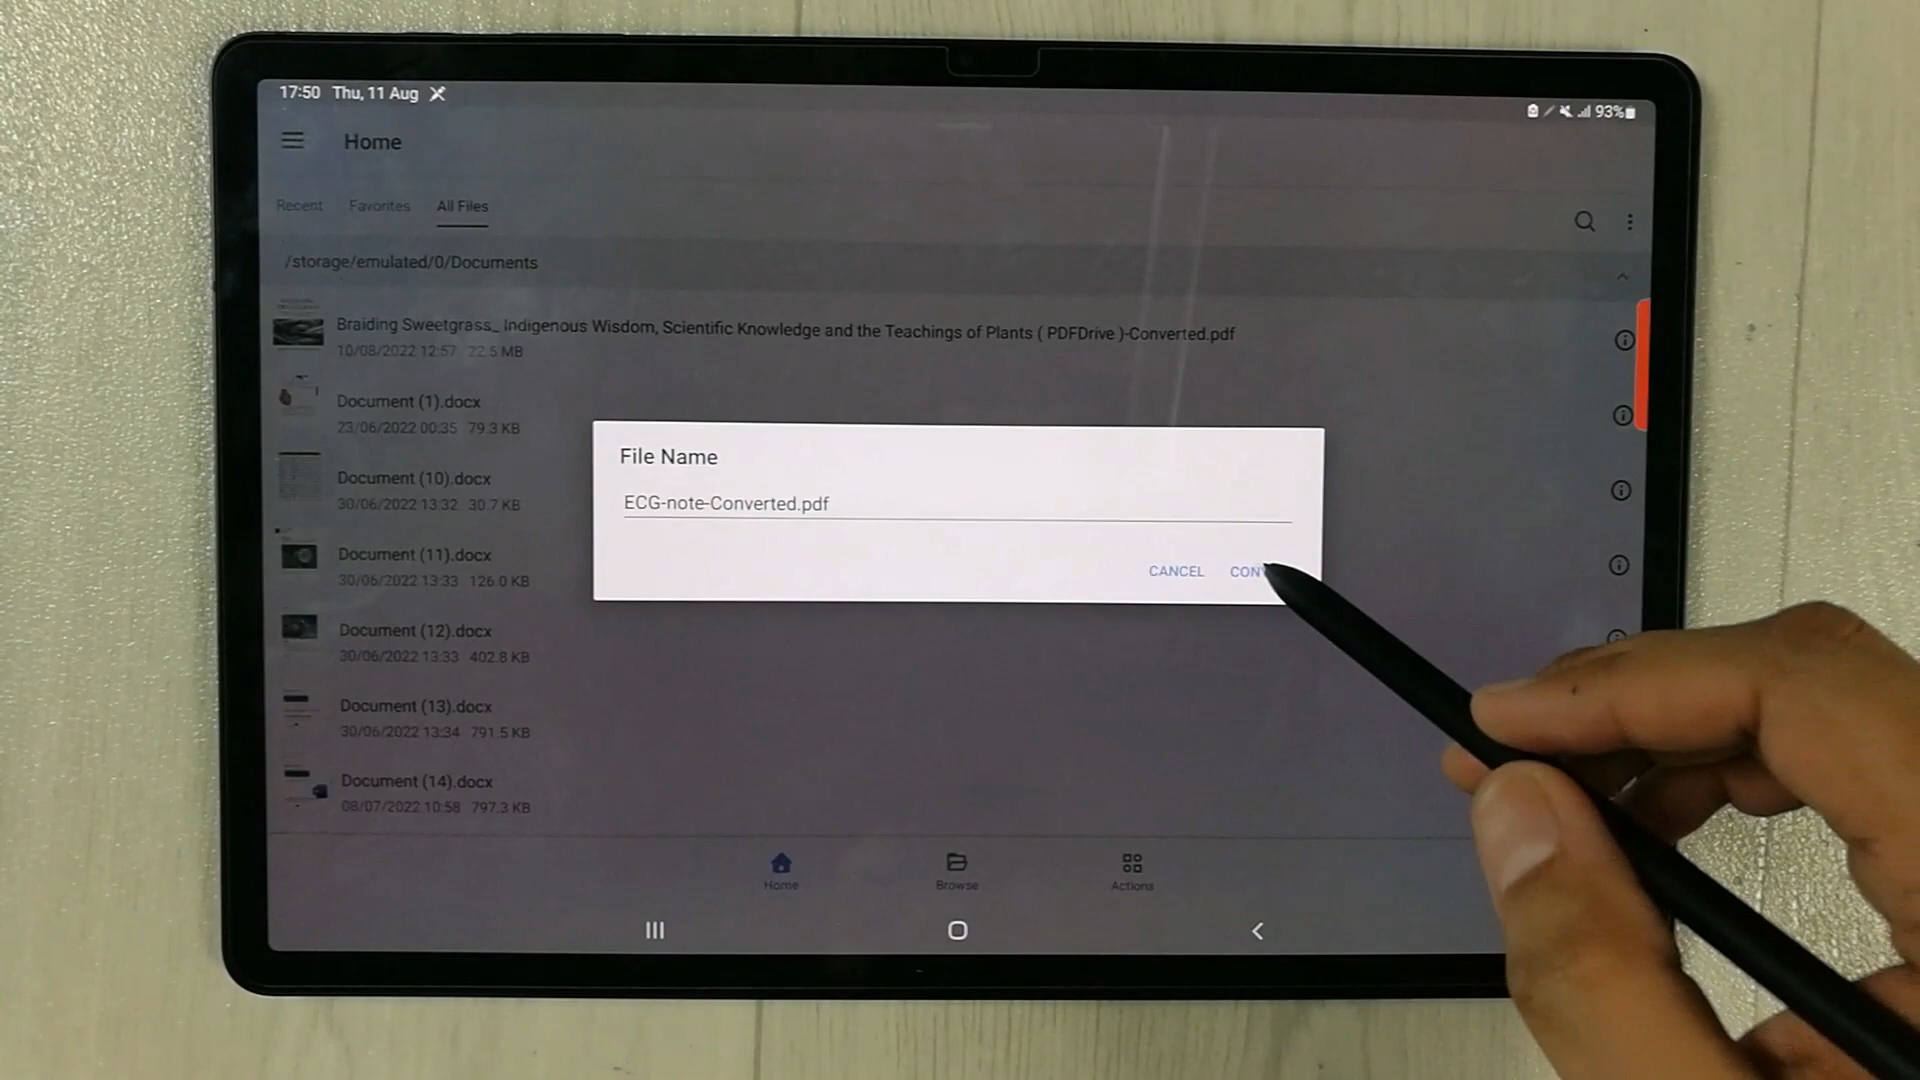 17:50 Thu, 11 Aug
93%
Home
Recent Favorites All Files
/storage/emulated/0/Documents
Braiding Sweetgrass_ Indigenous Wisdom, Scientific Knowledge and the Teachings of Plants ( PDFDrive )-Converted.pdf
10/08/2022 12:57 22.5 MB
Document (1).docx
23/06/2022 00:35 79.3 KB
Document (10).docx
30/06/2022 13:32 30.7 KB
Document (11).docx
30/06/2022 13:33 126.0 KB
Document (12).docx
30/06/2022 13:33 402.8 KB
Document (13).docx
30/06/2022 13:34 791.5 KB
Document (14).docx
08/07/2022 10:58 797.3 KB
File Name
ECG-note-Converted.pdf
CANCEL CONV
Home Browse Actions